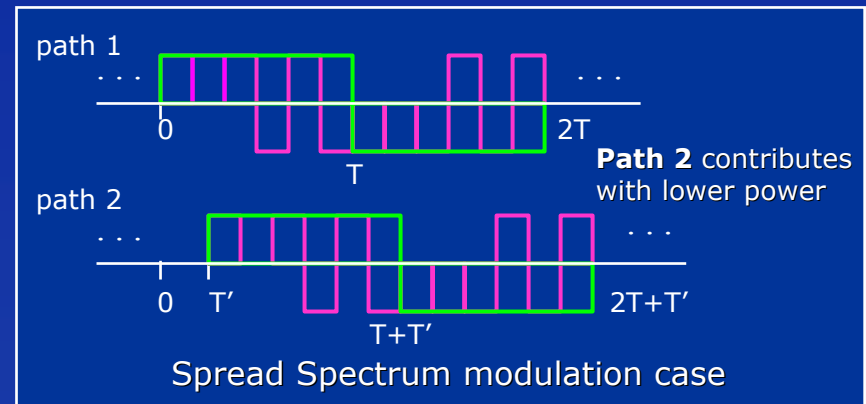 path 1
. . .
. . .
0
2T
T
Path 2 contributes
with lower power
path 2
. . .
. . .
0
T′
2T+T′
T+T′
Spread Spectrum modulation case